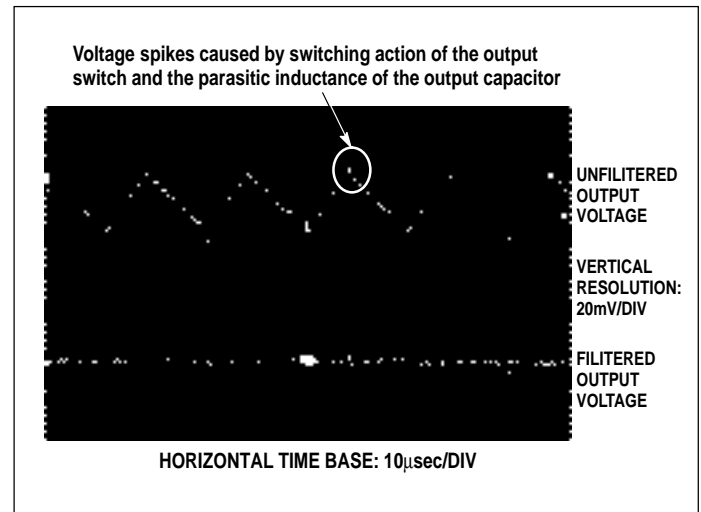 Voltage spikes caused by switching action of the output
switch and the parasitic inductance of the output capacitor
UNFILITERED
OUTPUT
VOLTAGE
VERTICAL
RESOLUTION:
20mV/DIV
FILITERED
OUTPUT
VOLTAGE
HORIZONTAL TIME BASE: 10μsec/DIV